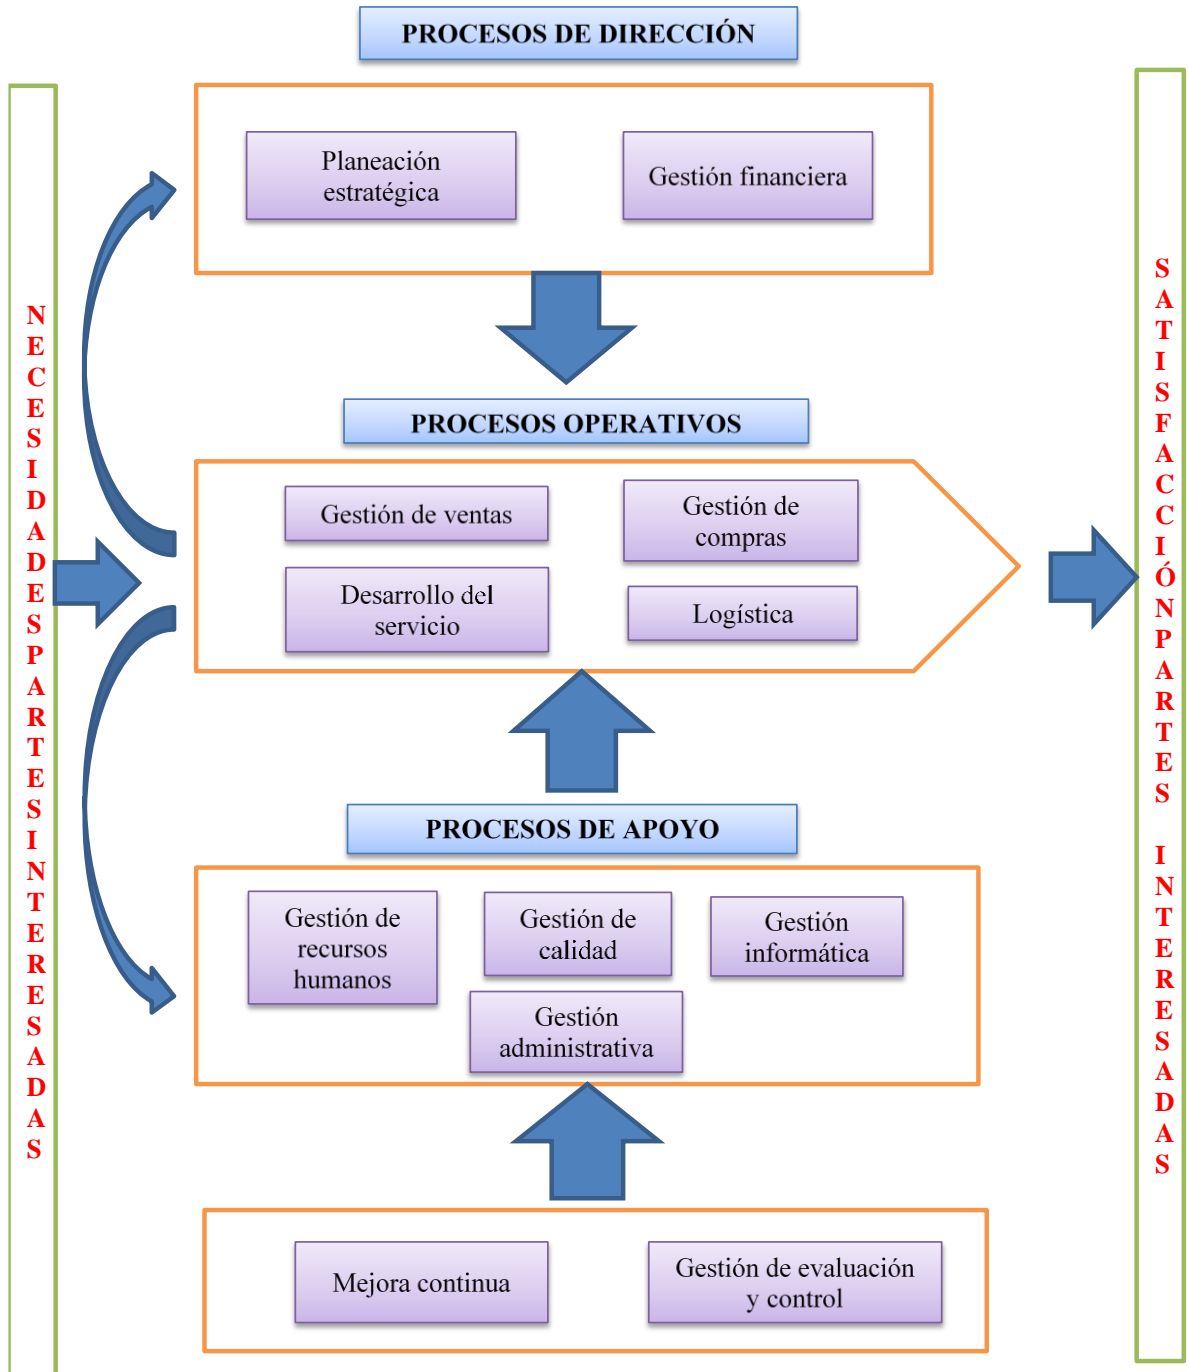 PROCESOS DE DIRECCIÓN
Planeación
estratégica
Gestión financiera
NECESIDADESPARTESINTERESADAS
PROCESOS OPERATIVOS
Gestión de ventas
Gestión de
compras
Desarrollo del
servicio
Logística
PROCESOS DE APOYO
Gestión de
recursos
humanos
Gestión de
calidad
Gestión
informática
Gestión
administrativa
Mejora continua
Gestión de evaluación
y control
SATISFACCIÓNPARTES INTERESADAS